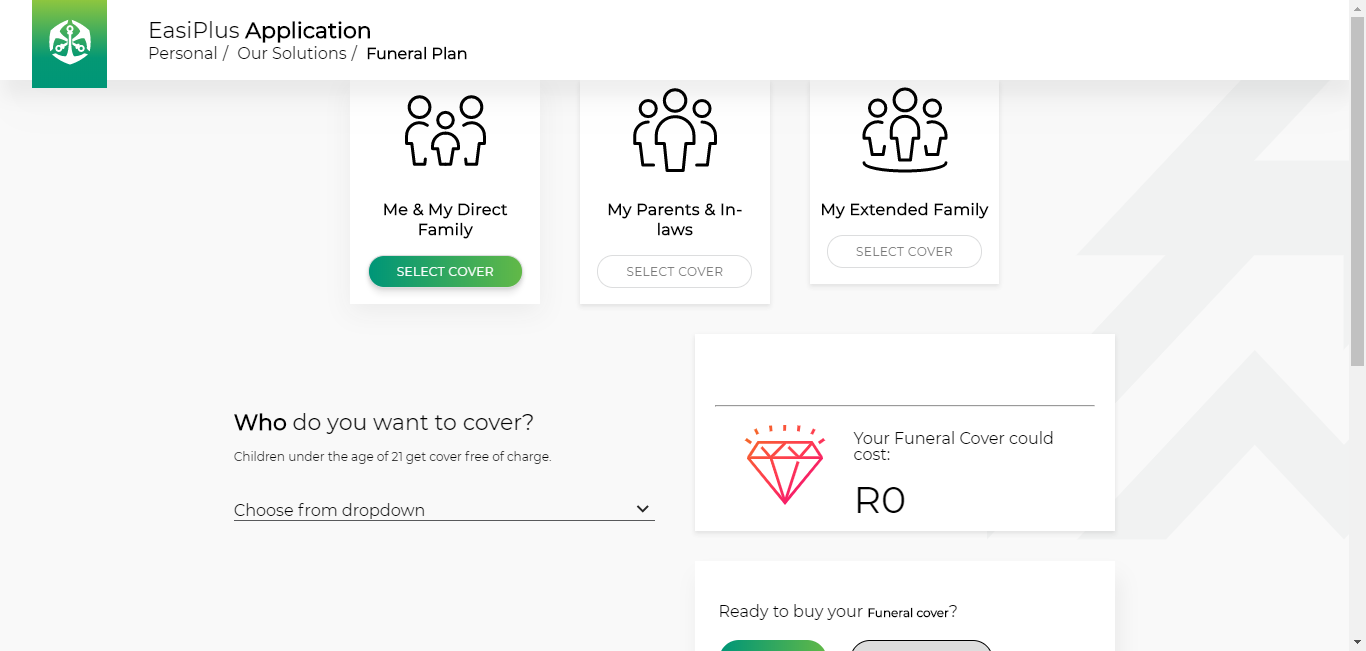 EasiPlus Application
Personal / Our Solutions / Funeral Plan
Me & My Direct
Family
SELECT COVER
My Parents & In-
laws
SELECT COVER
My Extended Family
SELECT COVER
Who do you want to cover?
Children under the age of 21 get cover free of charge.
Choose from dropdown
Your Funeral Cover could
cost:
R0
Ready to buy your Funeral cover?